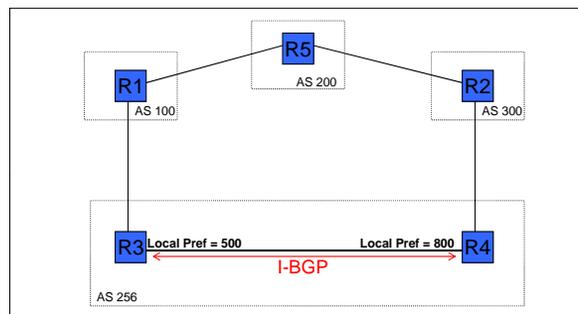 R5
R1
R2
AS 200
AS 100
AS 300
R3
Local Pref = 500
Local Pref = 800
R4
I-BGP
AS 256